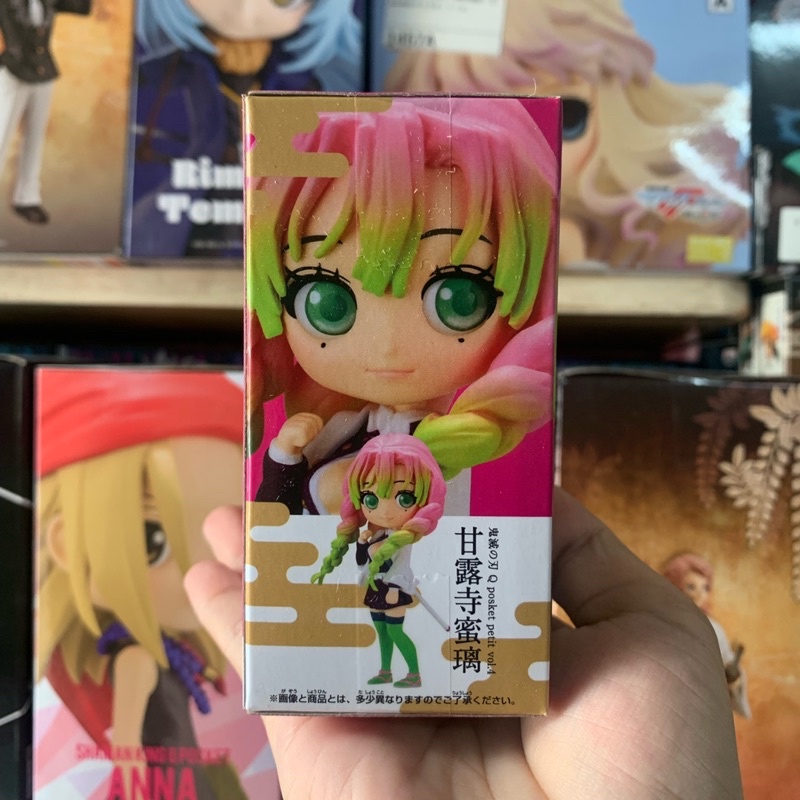 Rim
Tem
鬼滅の刃 Q posket petit vol.4
甘露寺蜜璃
※画像と商品とは、多少異なりますのでご了承ください。
SHAMAN KING Q POSKET
ANNA